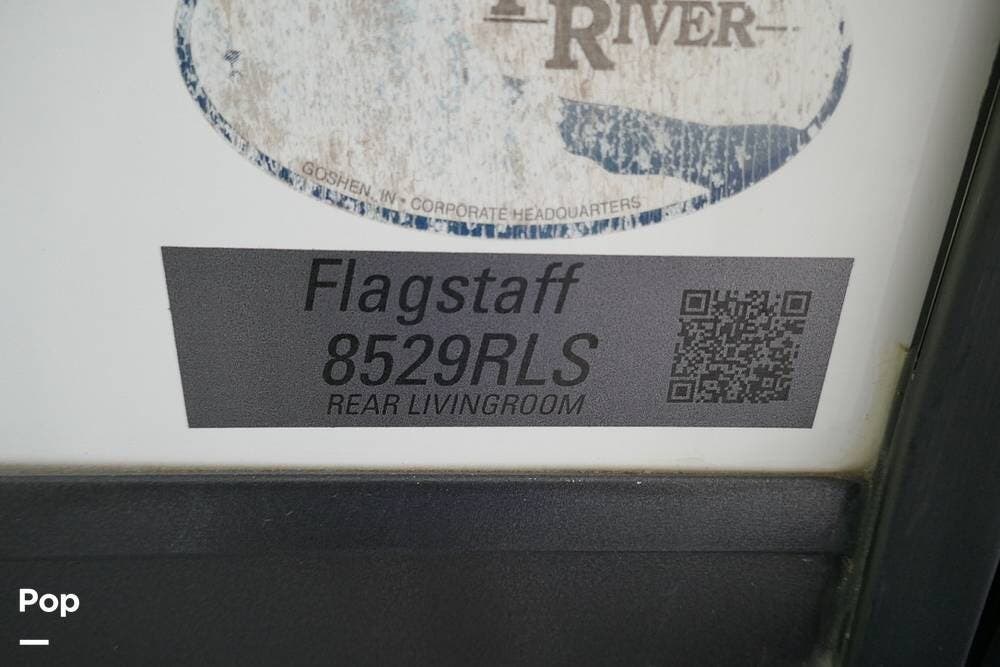 RIVER
GOSHEN, IN • CORPORATE HEADQUARTERS
Flagstaff
8529RLS
REAR LIVINGROOM
Pop